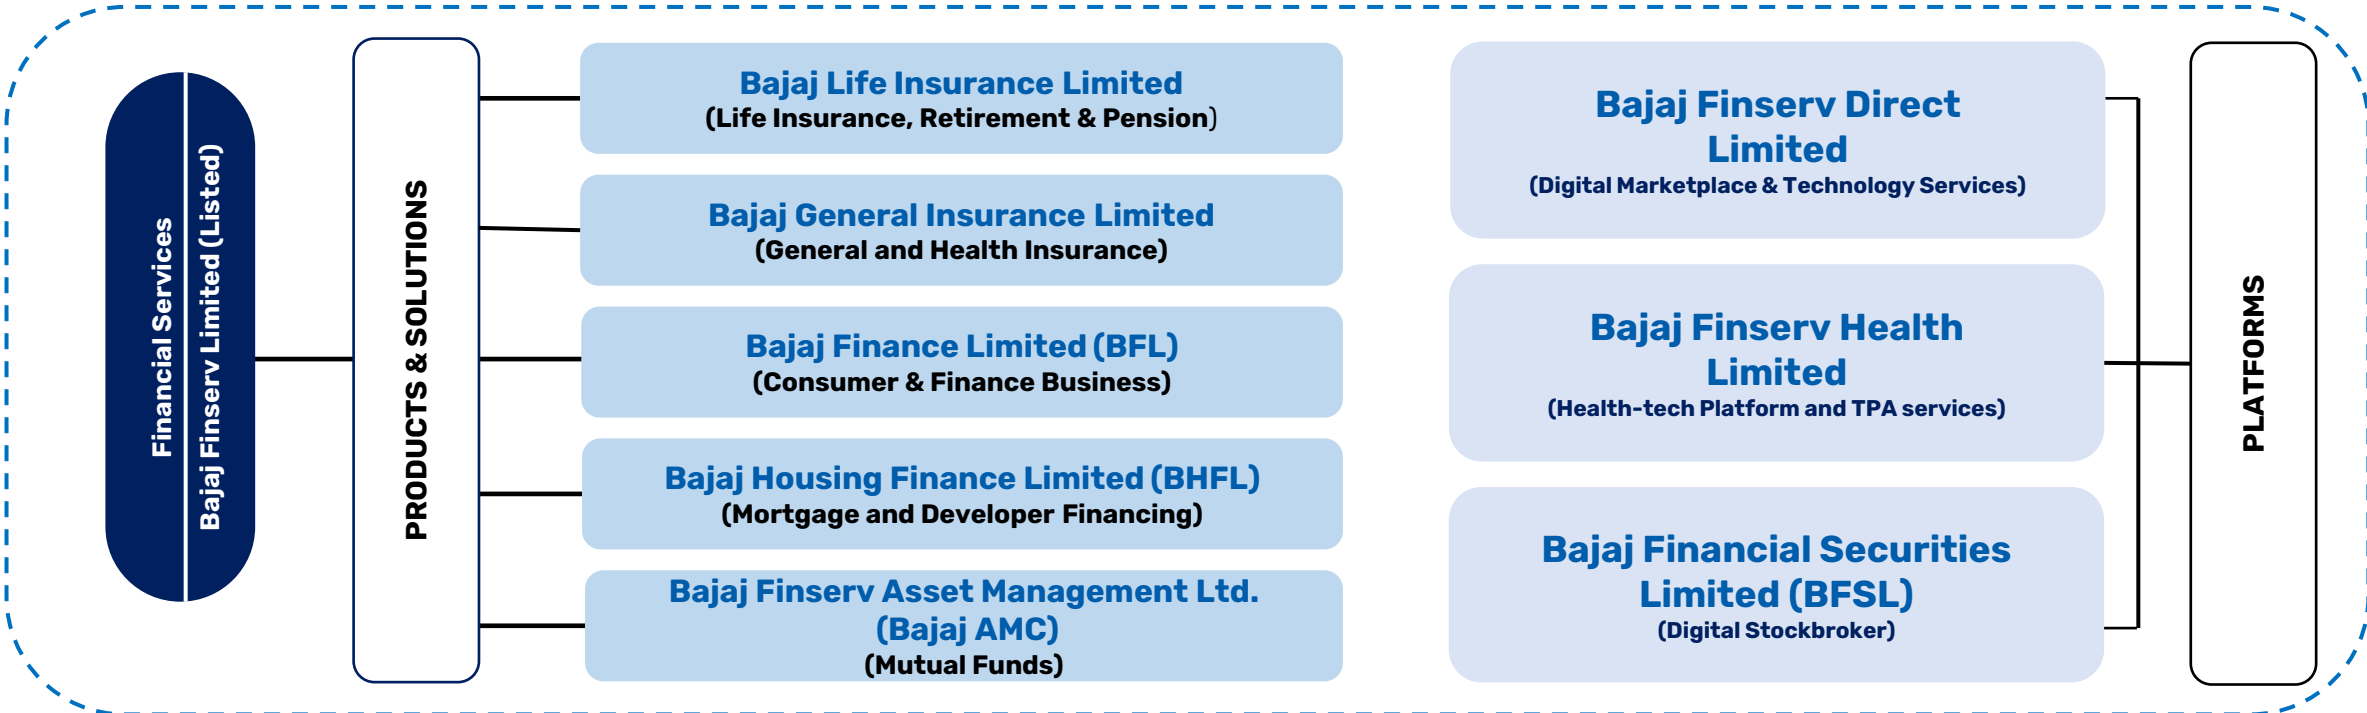 Financial Services
Bajaj Finserv Limited (Listed)
PRODUCTS & SOLUTIONS
Bajaj Life Insurance Limited
(Life Insurance, Retirement & Pension)
Bajaj General Insurance Limited
(General and Health Insurance)
Bajaj Finance Limited (BFL)
(Consumer & Finance Business)
Bajaj Housing Finance Limited (BHFL)
(Mortgage and Developer Financing)
Bajaj Finserv Asset Management Ltd.
(Bajaj AMC)
(Mutual Funds)
Bajaj Finserv Direct
Limited
(Digital Marketplace & Technology Services)
Bajaj Finserv Health
Limited
(Health-tech Platform and TPA services)
Bajaj Financial Securities
Limited (BFSL)
(Digital Stockbroker)
PLATFORMS